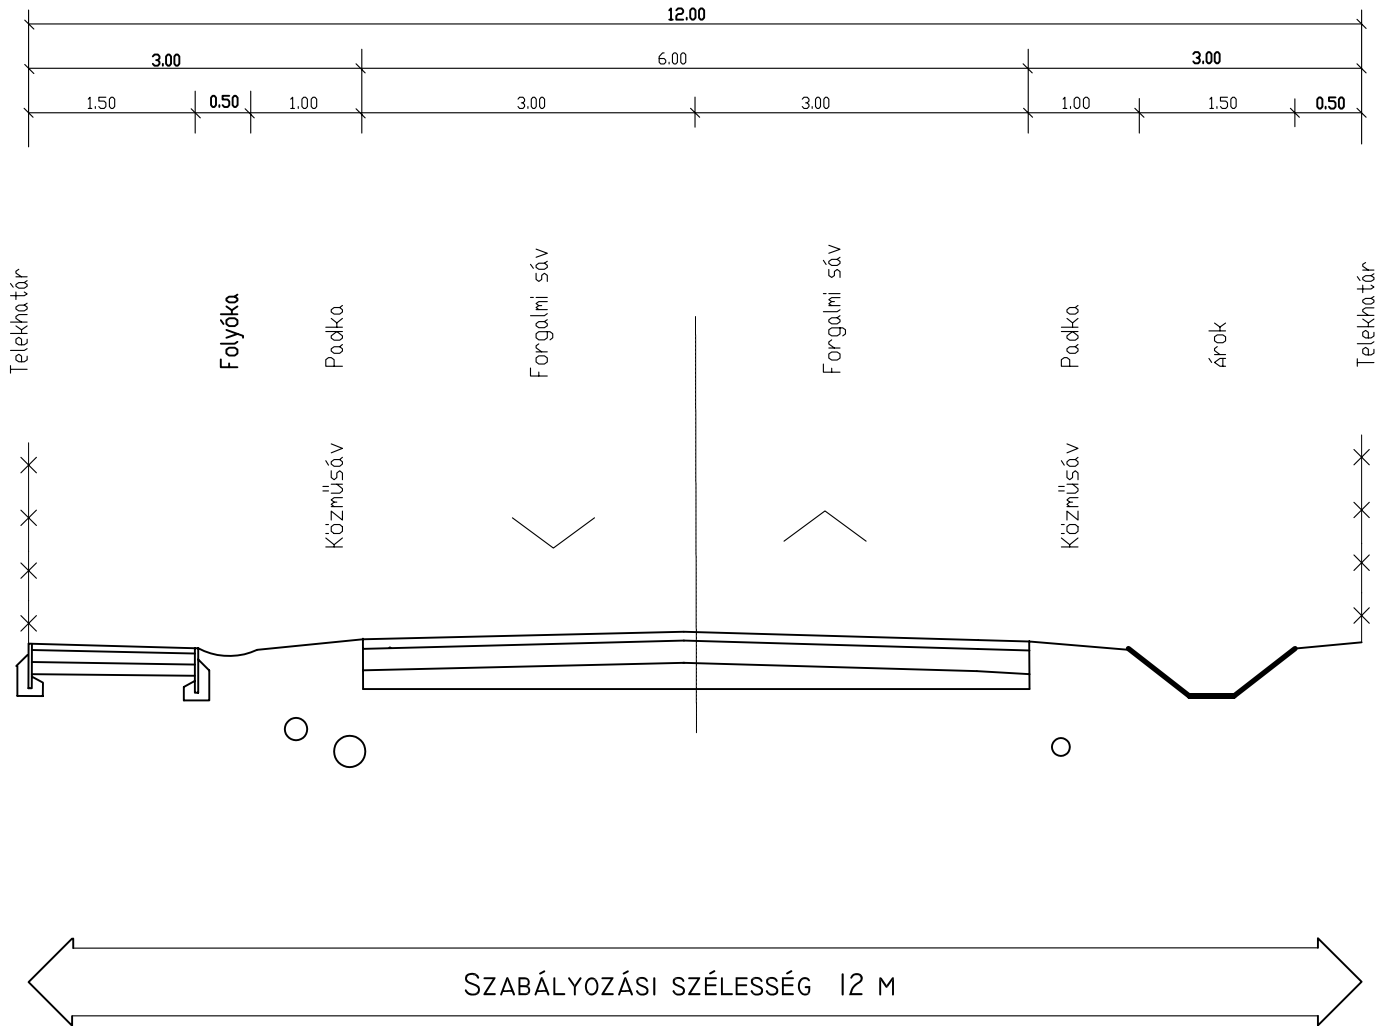 12.00
3.00 6.00 3.00
1.50 0.50 1.00 3.00 3.00 1.00 1.50 0.50
Telekhatár
Folyóka
Padka
Forgalmi sáv
Forgalmi sáv
Padka
Árok
Telekhatár
Közműsáv
Közműsáv
SZABÁLYOZÁSI SZÉLESSÉG 12 M